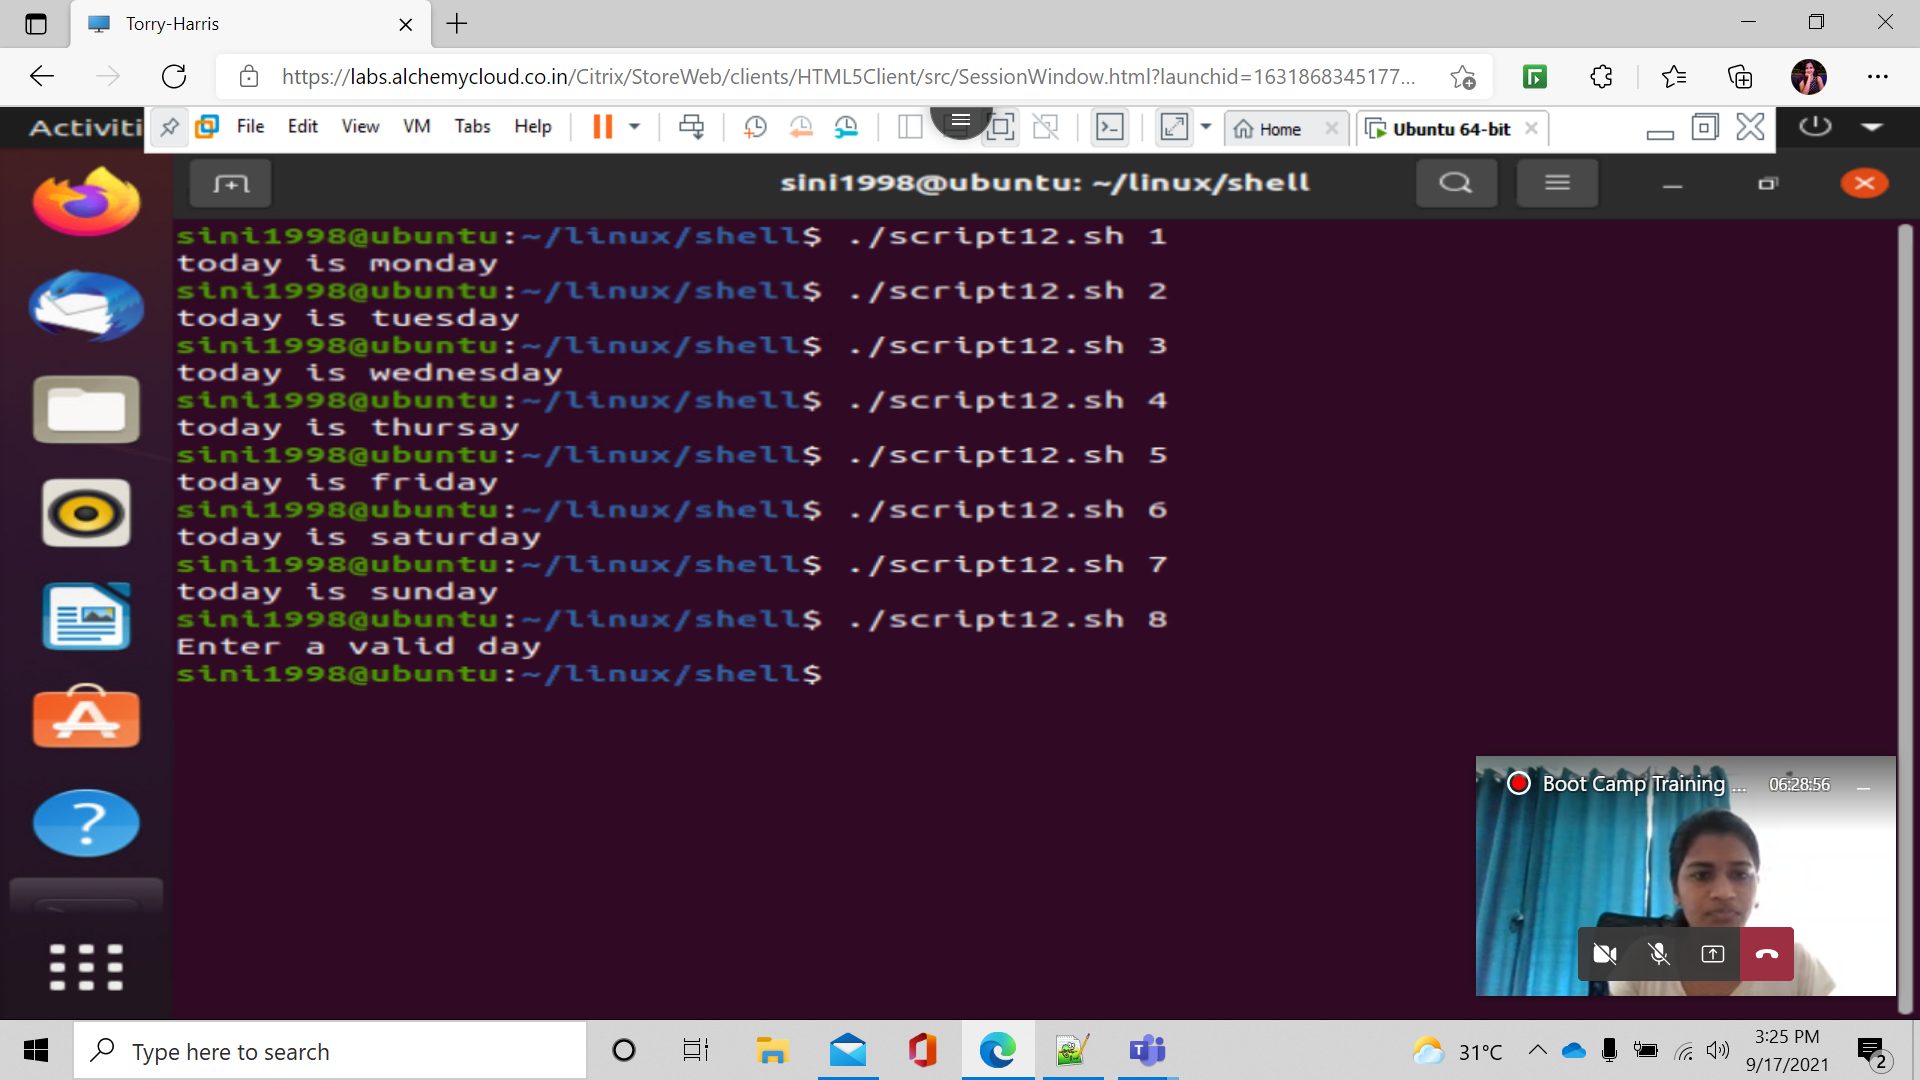 Torry-Harris
https://labs.alchemycloud.co.in/Citrix/StoreWeb/clients/HTML5Client/src/SessionWindow.html?launchid=1631868345177...
Activiti
File Edit View VM Tabs Help
Home
Ubuntu 64-bit
sini1998@ubuntu: ~/linux/shell
sini1998@ubuntu:~/linux/shell$ ./script12.sh 1
today is monday
sini1998@ubuntu:~/linux/shell$ ./script12.sh 2
today is tuesday
sini1998@ubuntu:~/linux/shell$ ./script12.sh 3
today is wednesday
sini1998@ubuntu:~/linux/shell$ ./script12.sh 4
today is thursay
sini1998@ubuntu:~/linux/shell$ ./script12.sh 5
today is friday
sini1998@ubuntu:~/linux/shell$ ./script12.sh 6
today is saturday
sini1998@ubuntu:~/linux/shell$ ./script12.sh 7
today is sunday
sini1998@ubuntu:~/linux/shell$ ./script12.sh 8
Enter a valid day
sini1998@ubuntu:~/linux/shell$
Boot Camp Training ... 06:28:56
Type here to search
31°C
3:25 PM
9/17/2021
2